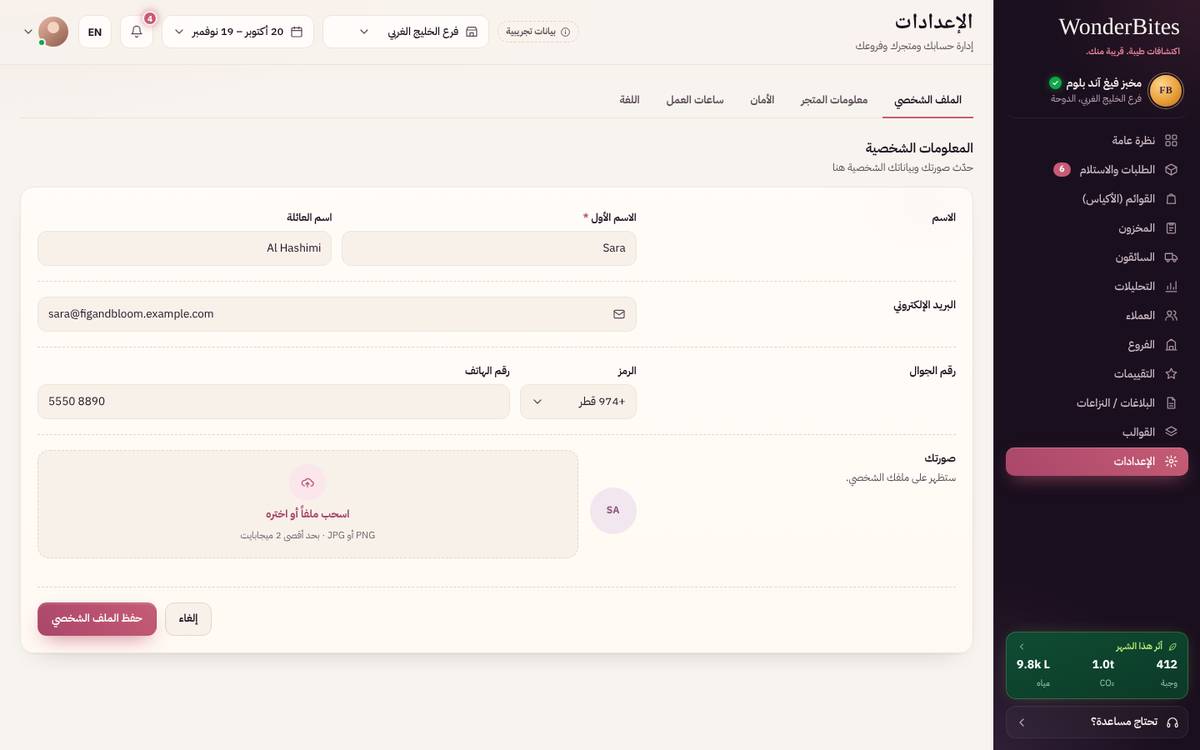 WonderBites
اكتشافات طيبة. قريبة منك.
FB
مخبز فيغ آند بلوم
فرع الخليج الغربي، الدوحة
نظرة عامة
الطلبات والاستلام 6
القوائم (الأكياس)
المخزون
السائقون
التحليلات
العملاء
الفروع
التقييمات
البلاغات / النزاعات
القوالب
الإعدادات
أثر هذا الشهر
412 1.0t 9.8k L
وجبة CO₂ مياه
تحتاج مساعدة؟
الإعدادات
إدارة حسابك ومتجرك وفروعك
بيانات تجريبية
فرع الخليج الغربي
20 أكتوبر – 19 نوفمبر
4
EN
الملف الشخصي معلومات المتجر الأمان ساعات العمل اللغة
المعلومات الشخصية
حدّث صورتك وبياناتك الشخصية هنا
الاسم
الاسم الأول * اسم العائلة
Sara Al Hashimi
البريد الإلكتروني
sara@figandbloom.example.com
رقم الجوال
الرمز رقم الهاتف
+974 قطر 5550 8890
صورتك
ستظهر على ملفك الشخصي.
SA
اسحب ملفاً أو اختره
PNG أو JPG · بحد أقصى 2 ميجابايت
إلغاء حفظ الملف الشخصي